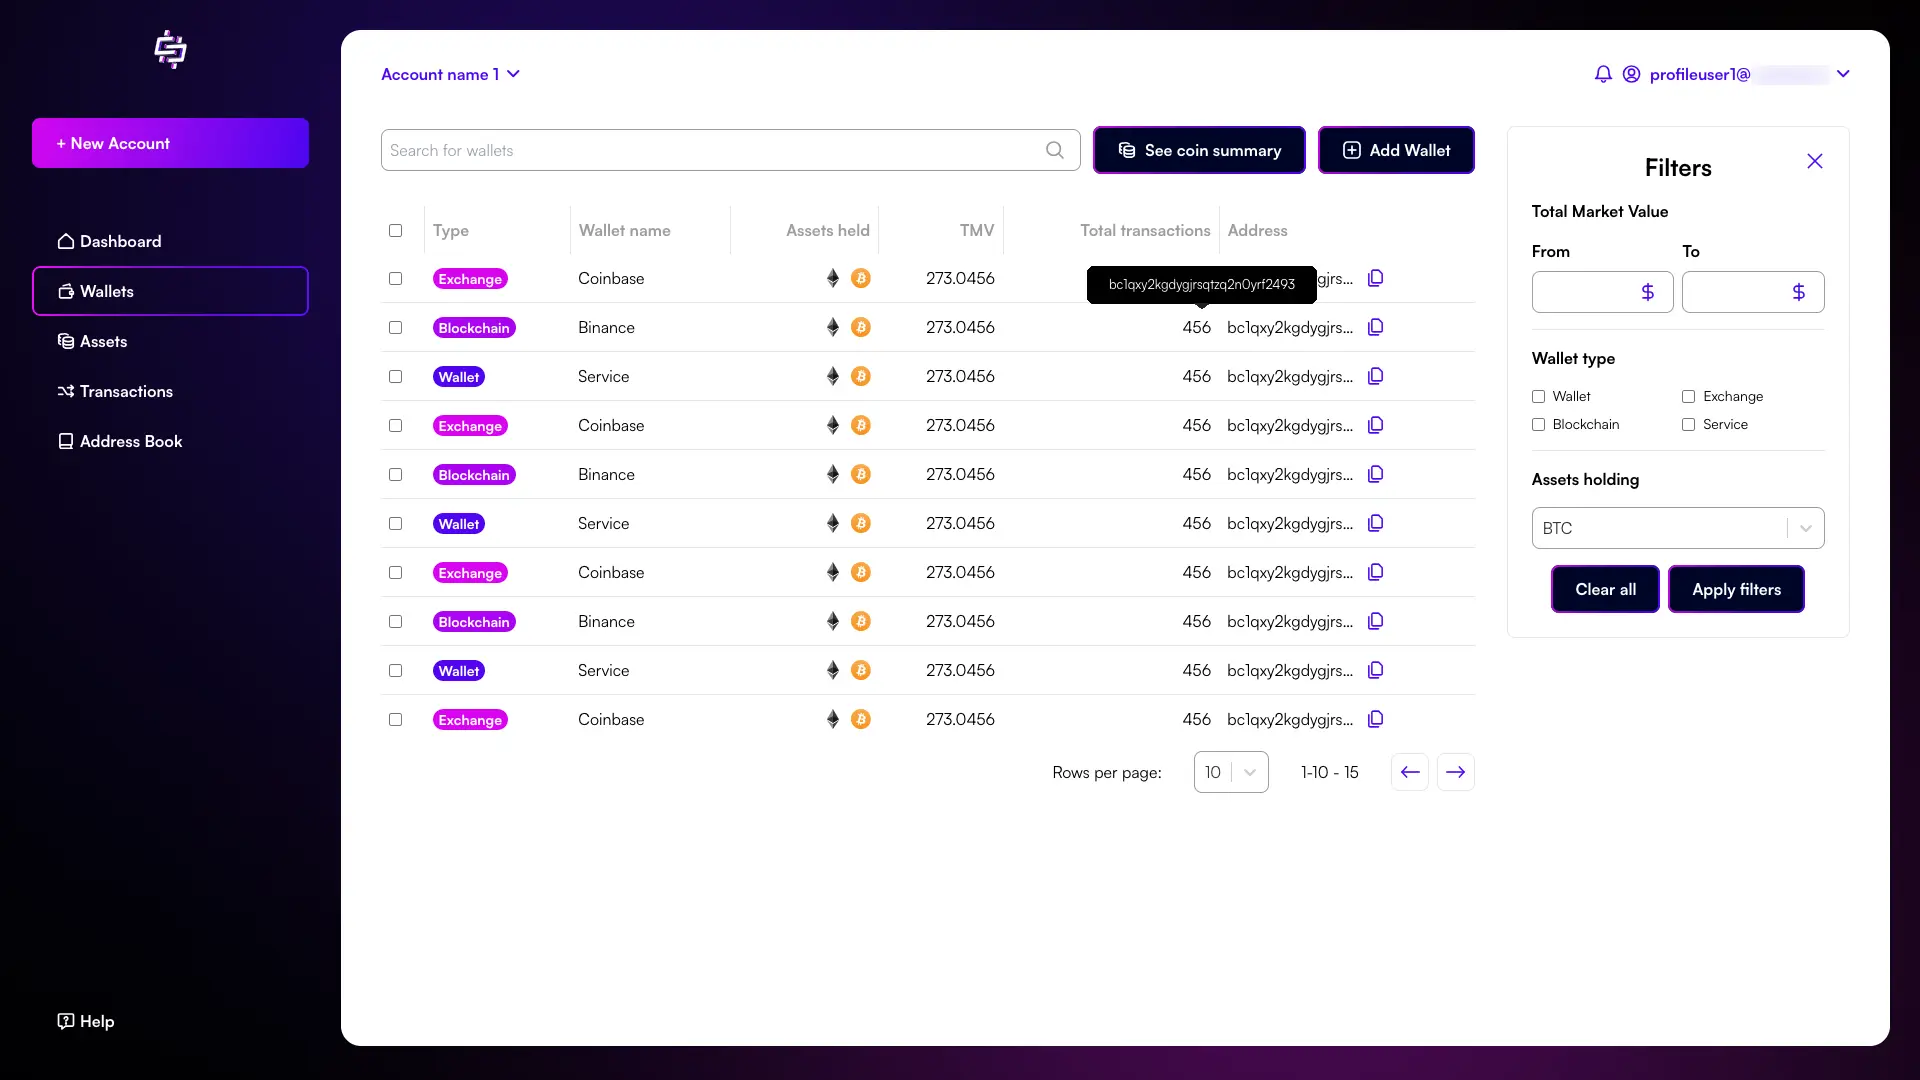 Account name 1
profileuser1@
+ New Account
Dashboard
Wallets
Assets
Transactions
Address Book
Help
Search for wallets
See coin summary
Add Wallet
Type Wallet name Assets held TMV Total transactions Address
Exchange Coinbase 273.0456 gjrs...
bc1qxy2kgdygjrsqtzq2n0yrf2493
Blockchain Binance 273.0456 456 bc1qxy2kgdygjrs...
Wallet Service 273.0456 456 bc1qxy2kgdygjrs...
Exchange Coinbase 273.0456 456 bc1qxy2kgdygjrs...
Blockchain Binance 273.0456 456 bc1qxy2kgdygjrs...
Wallet Service 273.0456 456 bc1qxy2kgdygjrs...
Exchange Coinbase 273.0456 456 bc1qxy2kgdygjrs...
Blockchain Binance 273.0456 456 bc1qxy2kgdygjrs...
Wallet Service 273.0456 456 bc1qxy2kgdygjrs...
Exchange Coinbase 273.0456 456 bc1qxy2kgdygjrs...
Rows per page: 10 1-10 - 15
Filters
Total Market Value
From To
$ $
Wallet type
Wallet Exchange
Blockchain Service
Assets holding
BTC
Clear all Apply filters